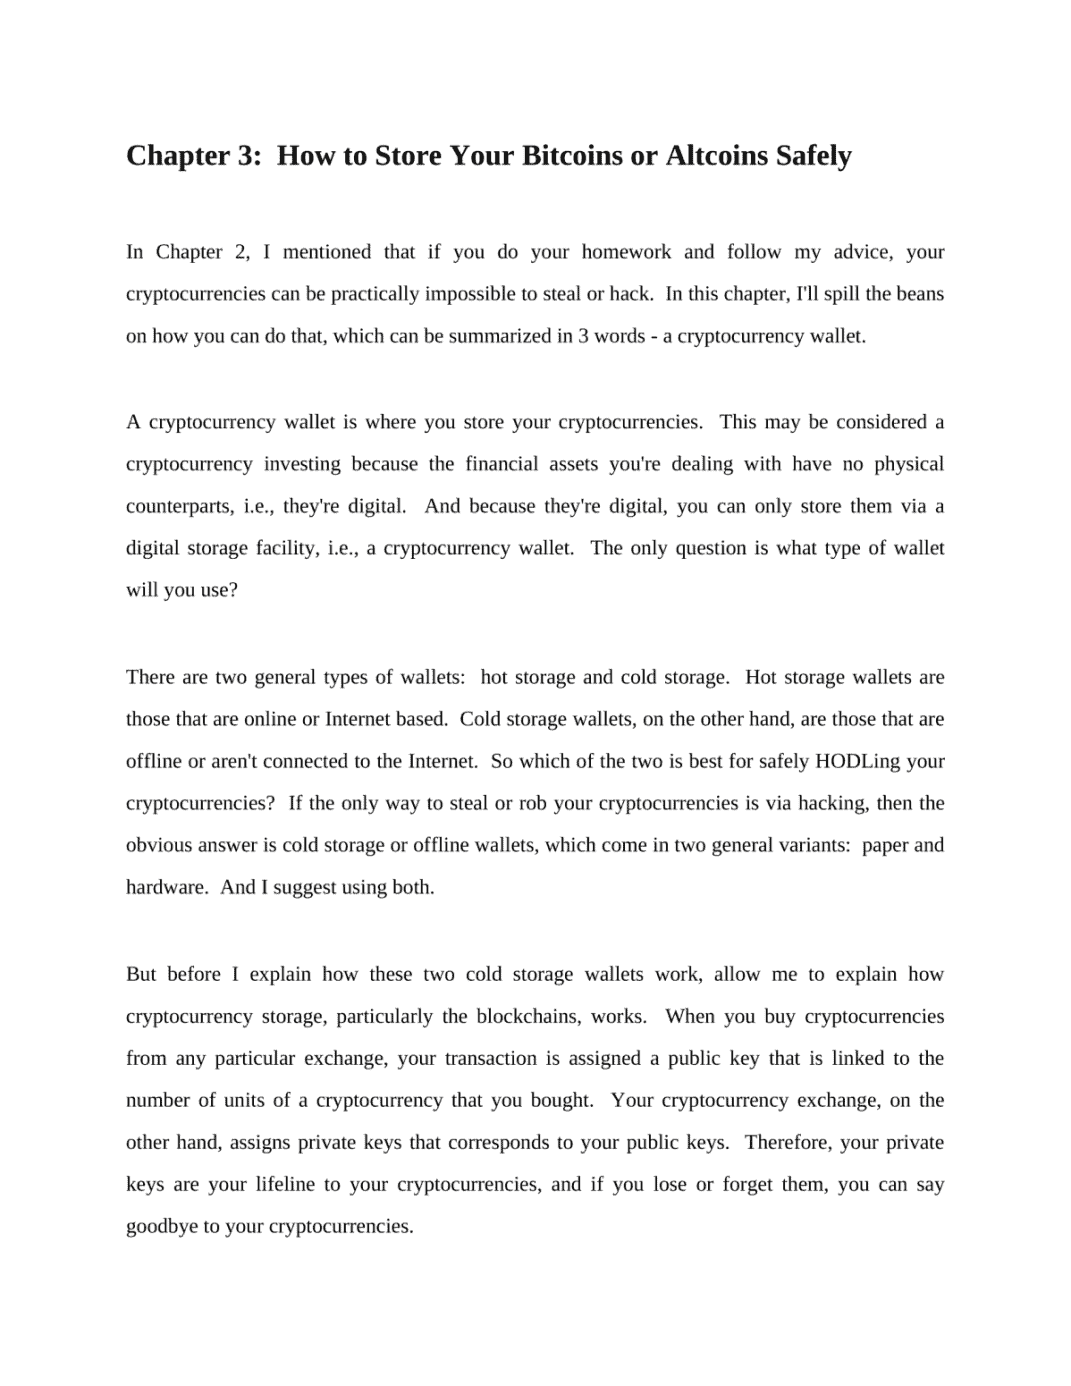 Chapter 3:  How to Store Your Bitcoins or Altcoins Safely
In Chapter 2, I mentioned that if you do your homework and follow my advice, your
cryptocurrencies can be practically impossible to steal or hack.  In this chapter, I'll spill the beans
on how you can do that, which can be summarized in 3 words - a cryptocurrency wallet.
A cryptocurrency wallet is where you store your cryptocurrencies.  This may be considered a
cryptocurrency investing because the financial assets you're dealing with have no physical
counterparts, i.e., they're digital.  And because they're digital, you can only store them via a
digital storage facility, i.e., a cryptocurrency wallet.  The only question is what type of wallet
will you use?
There are two general types of wallets:  hot storage and cold storage.  Hot storage wallets are
those that are online or Internet based.  Cold storage wallets, on the other hand, are those that are
offline or aren't connected to the Internet.  So which of the two is best for safely HODLing your
cryptocurrencies?  If the only way to steal or rob your cryptocurrencies is via hacking, then the
obvious answer is cold storage or offline wallets, which come in two general variants:  paper and
hardware.  And I suggest using both.
But before I explain how these two cold storage wallets work, allow me to explain how
cryptocurrency storage, particularly the blockchains, works.  When you buy cryptocurrencies
from any particular exchange, your transaction is assigned a public key that is linked to the
number of units of a cryptocurrency that you bought.  Your cryptocurrency exchange, on the
other hand, assigns private keys that corresponds to your public keys.  Therefore, your private
keys are your lifeline to your cryptocurrencies, and if you lose or forget them, you can say
goodbye to your cryptocurrencies.